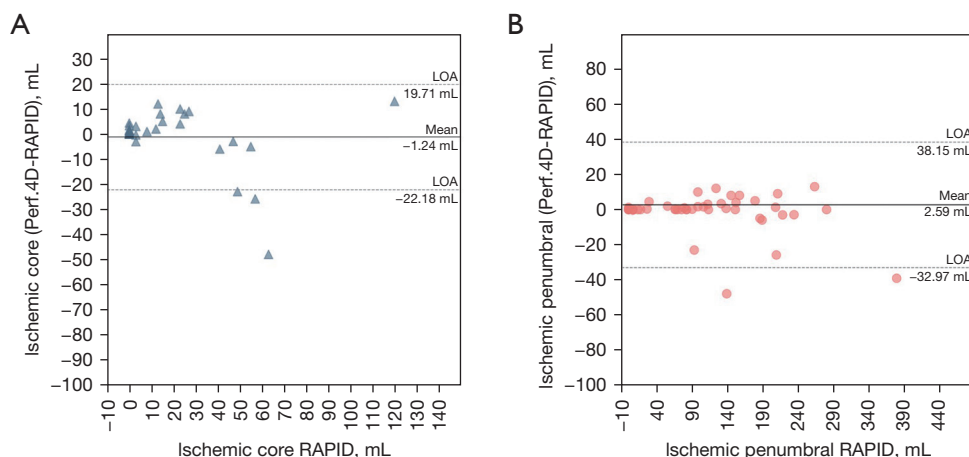 A
Ischemic core (Perf.4D-RAPID), mL
30
20
10
0
−10
−20
−30
−40
−50
−60
−70
−80
−90
−100
LOA
19.71 mL
Mean
−1.24 mL
LOA
−22.18 mL
−10
0
10
20
30
40
50
60
70
80
90
100
110
120
130
140
Ischemic core RAPID, mL
B
Ischemic penumbral (Perf.4D-RAPID), mL
80
60
40
20
0
−20
−40
−60
−80
−100
LOA
38.15 mL
Mean
2.59 mL
LOA
−32.97 mL
−10
40
90
140
190
240
290
340
390
440
Ischemic penumbral RAPID, mL